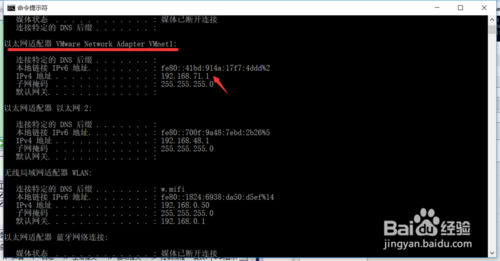 命令提示符
媒体状态 . . . . . . . . . . . . : 媒体已断开连接
连接特定的 DNS 后缀 . . . . . . . :
以太网适配器 VMware Network Adapter VMnet1:
连接特定的 DNS 后缀 . . . . . . . :
本地链接 IPv6 地址. . . . . . . . : fe80::41bd:914a:17f7:4ddd%2
IPv4 地址 . . . . . . . . . . . . : 192.168.71.1
子网掩码 . . . . . . . . . . . . : 255.255.255.0
默认网关. . . . . . . . . . . . . :
以太网适配器 以太网 2:
连接特定的 DNS 后缀 . . . . . . . :
本地链接 IPv6 地址. . . . . . . . : fe80::700f:9a48:7ebd:2b26%5
IPv4 地址 . . . . . . . . . . . . : 192.168.48.1
子网掩码 . . . . . . . . . . . . : 255.255.255.0
默认网关. . . . . . . . . . . . . :
无线局域网适配器 WLAN:
连接特定的 DNS 后缀 . . . . . . . : w.mifi
本地链接 IPv6 地址. . . . . . . . : fe80::1824:6938:da50:d5ef%14
IPv4 地址 . . . . . . . . . . . . : 192.168.0.50
子网掩码 . . . . . . . . . . . . : 255.255.255.0
默认网关. . . . . . . . . . . . . : 192.168.0.1
以太网适配器 蓝牙网络连接:
媒体状态 . . . . . . . . . . . . : 媒体已断开连接
Baidu 经验
jingyan.baidu.com